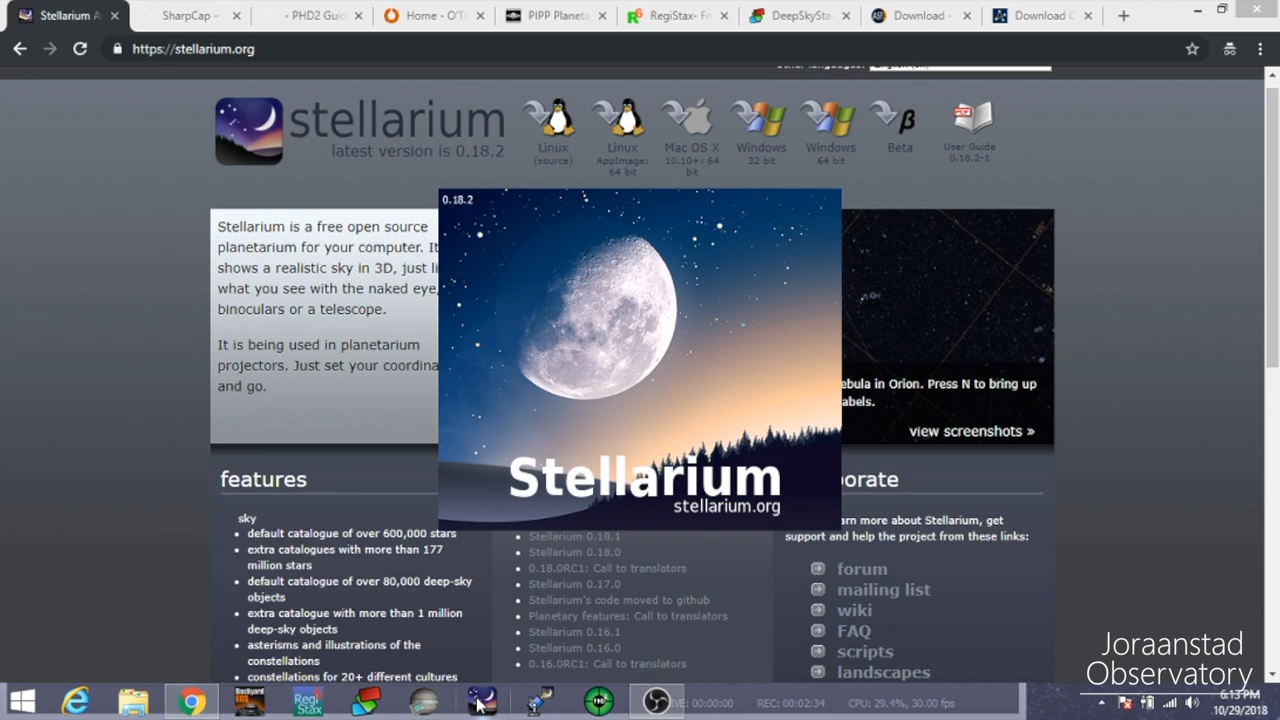 Stellarium A
SharpCap -
- PHD2 Guid
Home - O'T
PIPP Planeta
RegiStax- Fr
DeepSkySta
Download -
Download C
https://stellarium.org
stellarium
latest version is 0.18.2
Linux
(source)
Linux
AppImage;
64 bit
Mac OS X
10.10+; 64
bit
Windows
32 bit
Windows
64 bit
Beta
User Guide
0.18.2-1
Stellarium is a free open source
planetarium for your computer. It
shows a realistic sky in 3D, just li
what you see with the naked eye,
binoculars or a telescope.
It is being used in planetarium
projectors. Just set your coordina
and go.
0.18.2
Stellarium
stellarium.org
ebula in Orion. Press N to bring up
abels.
view screenshots »
features
sky
default catalogue of over 600,000 stars
extra catalogues with more than 177
million stars
default catalogue of over 80,000 deep-sky
objects
extra catalogue with more than 1 million
deep-sky objects
asterisms and illustrations of the
constellations
constellations for 20+ different cultures
Stellarium 0.18.1
Stellarium 0.18.0
0.18.0RC1: Call to translators
Stellarium 0.17.0
Stellarium's code moved to github
Planetary features: Call to translators
Stellarium 0.16.1
Stellarium 0.16.0
0.16.0RC1: Call to translators
orate
arn more about Stellarium, get
support and help the project from these links:
forum
mailing list
wiki
FAQ
scripts
landscapes
Joraanstad
Observatory
Backyard
EOS
Regi
Stax
PHD
IVE: 00:00:00
REC: 00:02:34
CPU: 29.4%, 30.00 fps
6:13 PM
10/29/2018